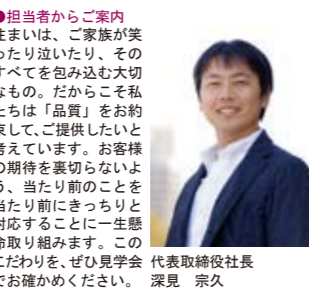 ●担当者からご案内
住まいは、ご家族が笑
ったり泣いたり、その
すべてを包み込む大切
なもの。だからこそ私
たちは「品質」をお約
束して、ご提供したいと
考えています。お客様
の期待を裏切らないよ
う、当たり前のことを
当たり前にきっちりと
対応することに一生懸
命取り組みます。この
こだわりを、ぜひ見学会
でお確かめください。
代表取締役社長
深見 宗久